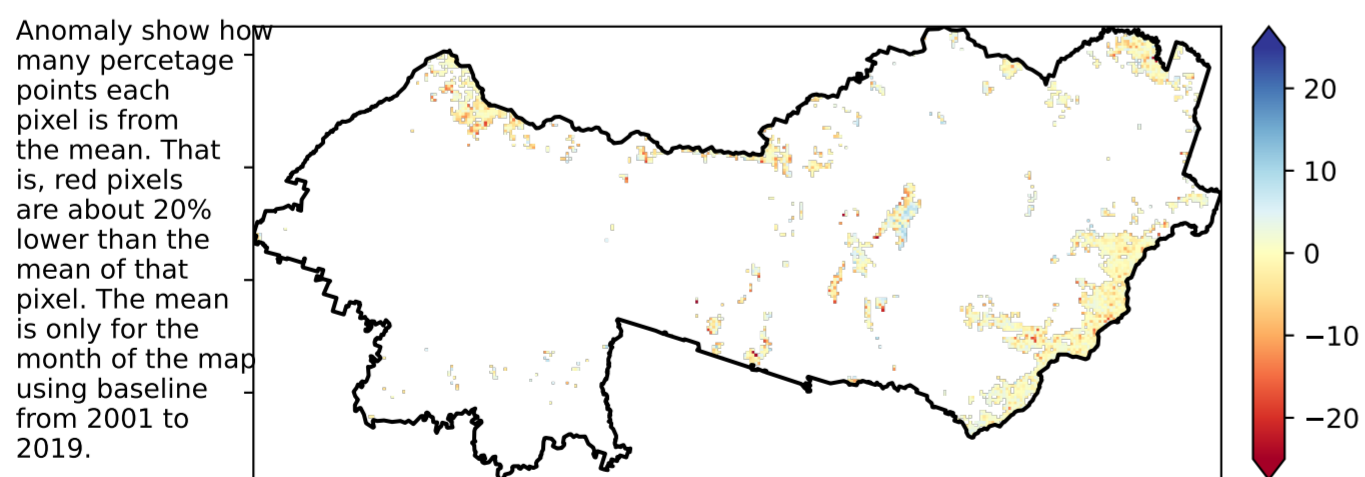 Anomaly show how
many percetage
points each
pixel is from
the mean. That
is, red pixels
are about 20%
lower than the
mean of that
pixel. The mean
is only for the
month of the map
using baseline
from 2001 to
2019.
20
10
0
−10
−20